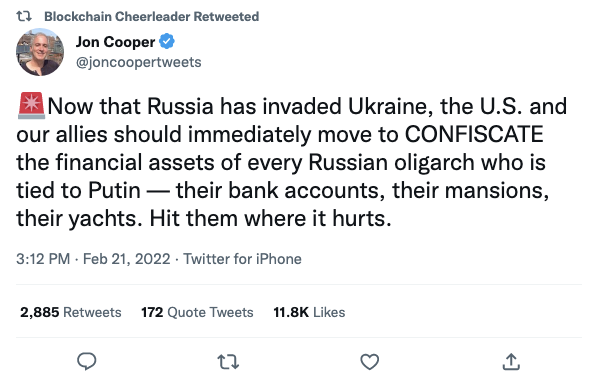 Blockchain Cheerleader Retweeted
Jon Cooper
@joncoopertweets
🚨Now that Russia has invaded Ukraine, the U.S. and
our allies should immediately move to CONFISCATE
the financial assets of every Russian oligarch who is
tied to Putin — their bank accounts, their mansions,
their yachts. Hit them where it hurts.
3:12 PM · Feb 21, 2022 · Twitter for iPhone
2,885 Retweets 172 Quote Tweets 11.8K Likes